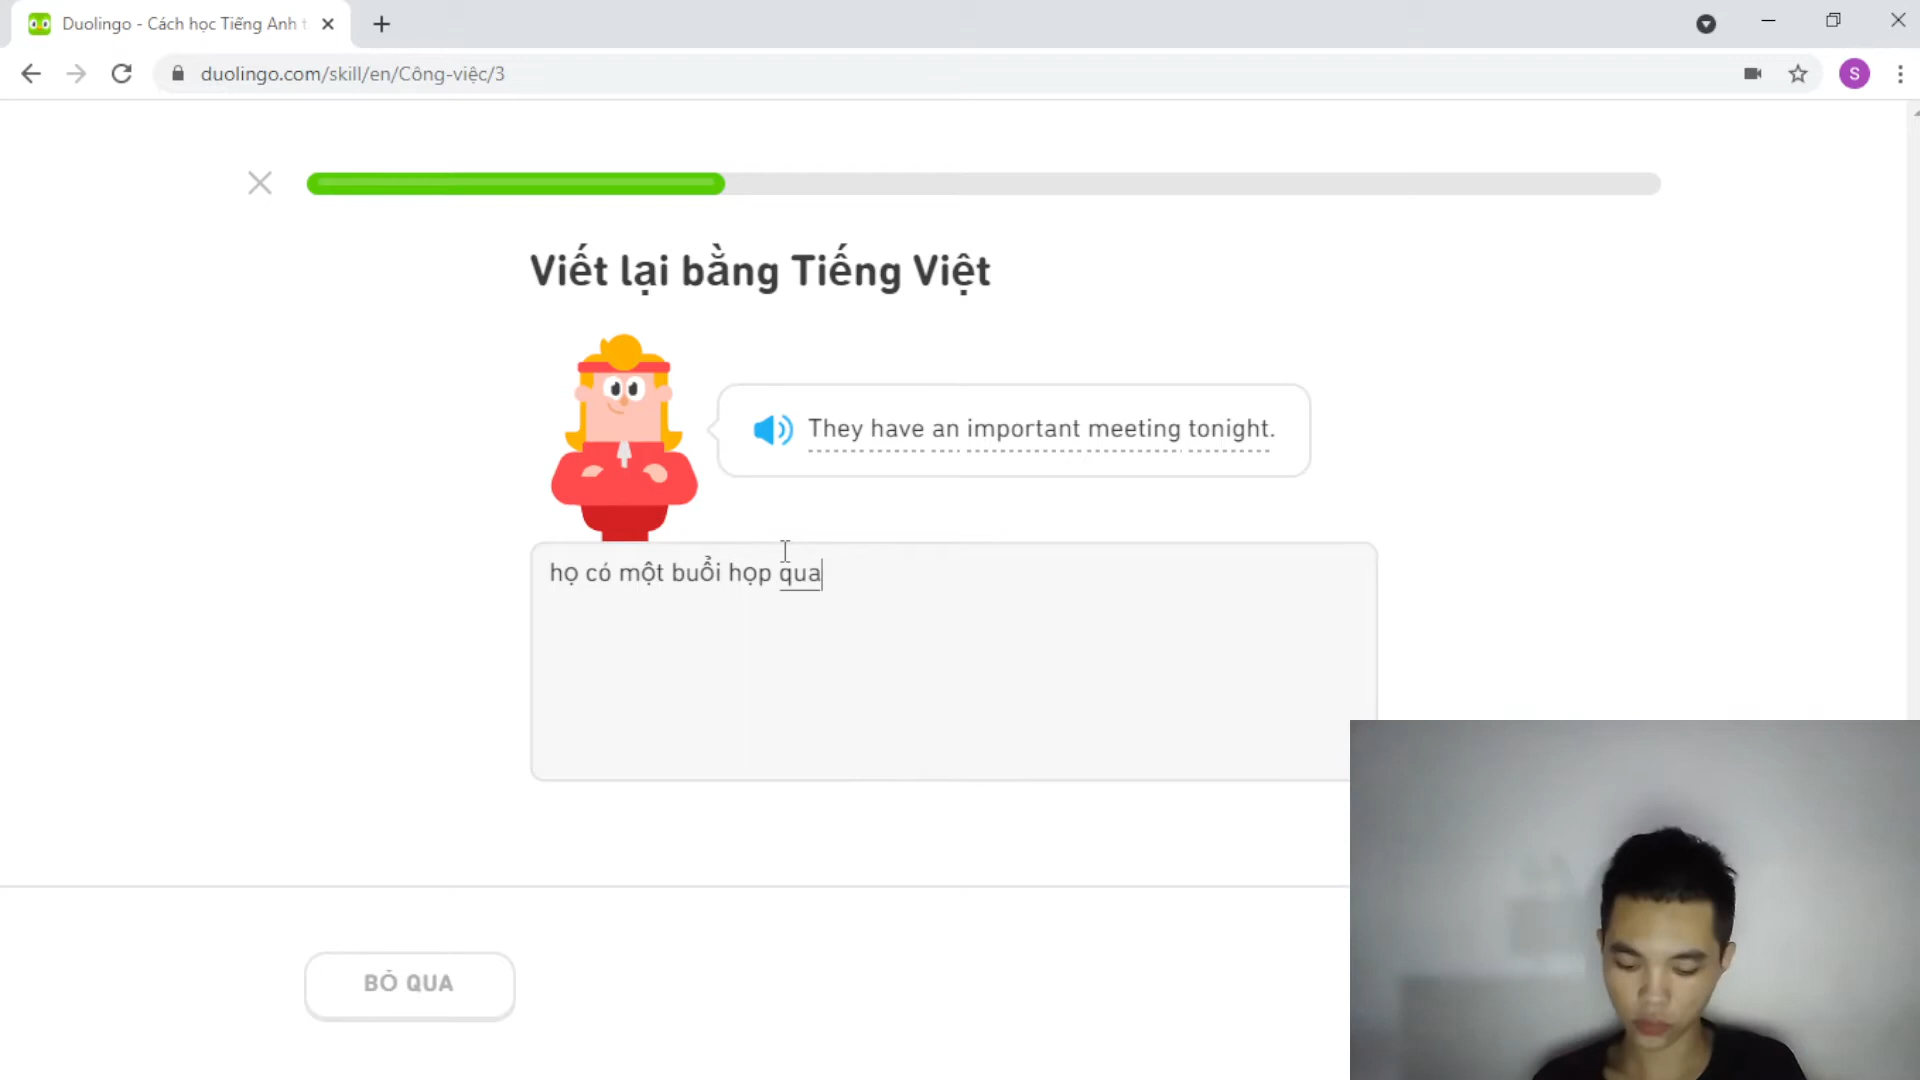 Duolingo - Cách học Tiếng Anh t
duolingo.com/skill/en/Công-việc/3
S
Viết lại bằng Tiếng Việt
They have an important meeting tonight.
họ có một buổi họp qua
BỎ QUA